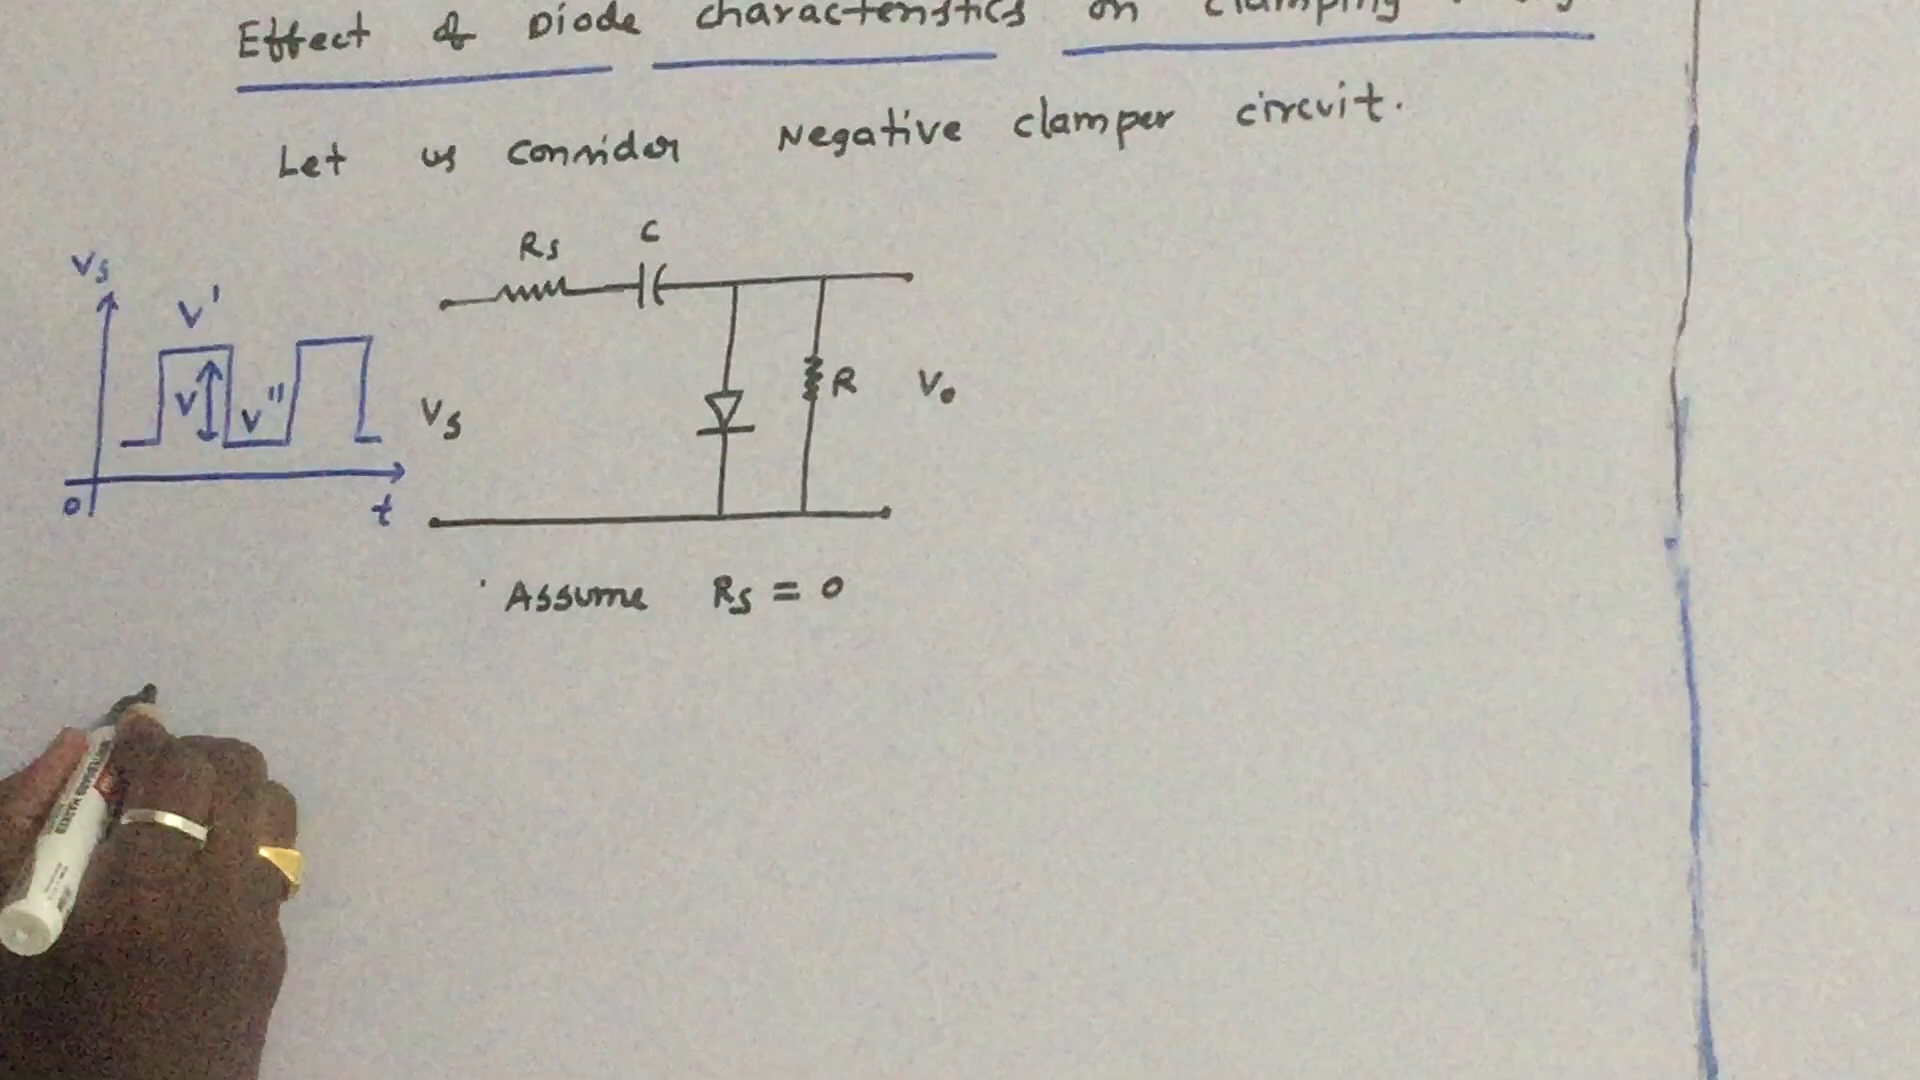 Effect of Diode characteristics on clamping
Let us consider Negative clamper circuit.
Rs C
Vs
V'
V V"
0 t
Vs
R Vo
Assume Rs = 0